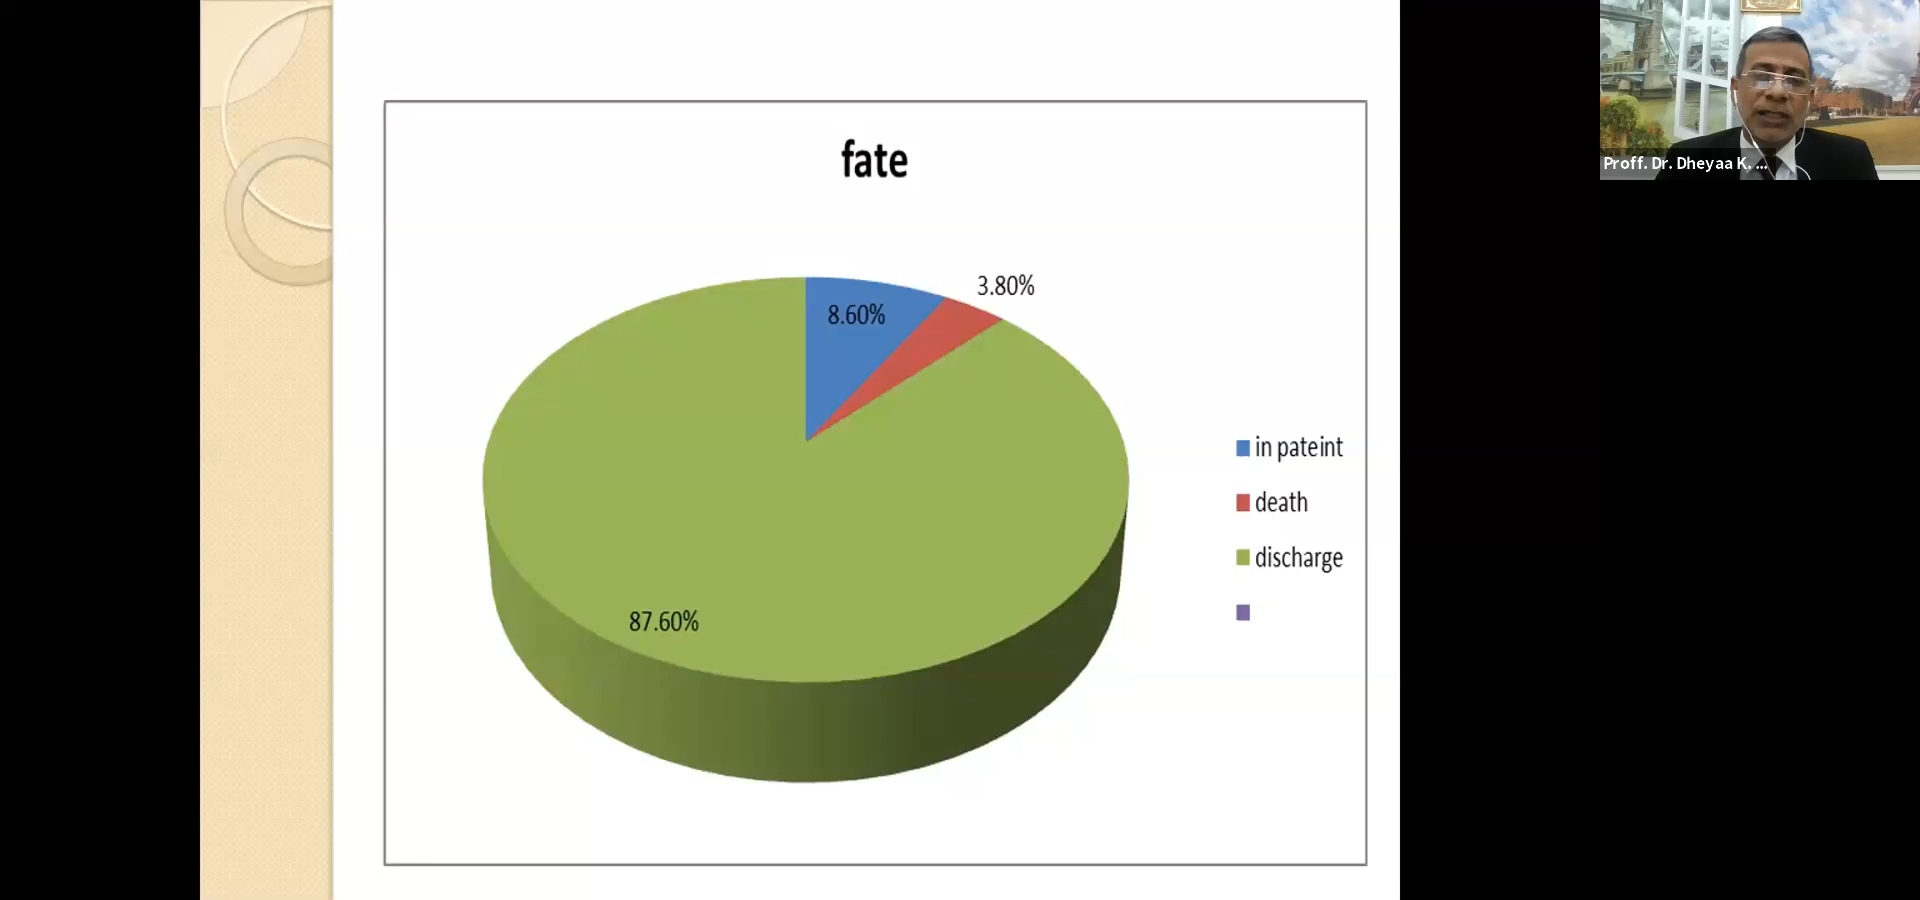 fate
3.80%
8.60%
in pateint
death
discharge
87.60%
Proff. Dr. Dheyaa K. ...